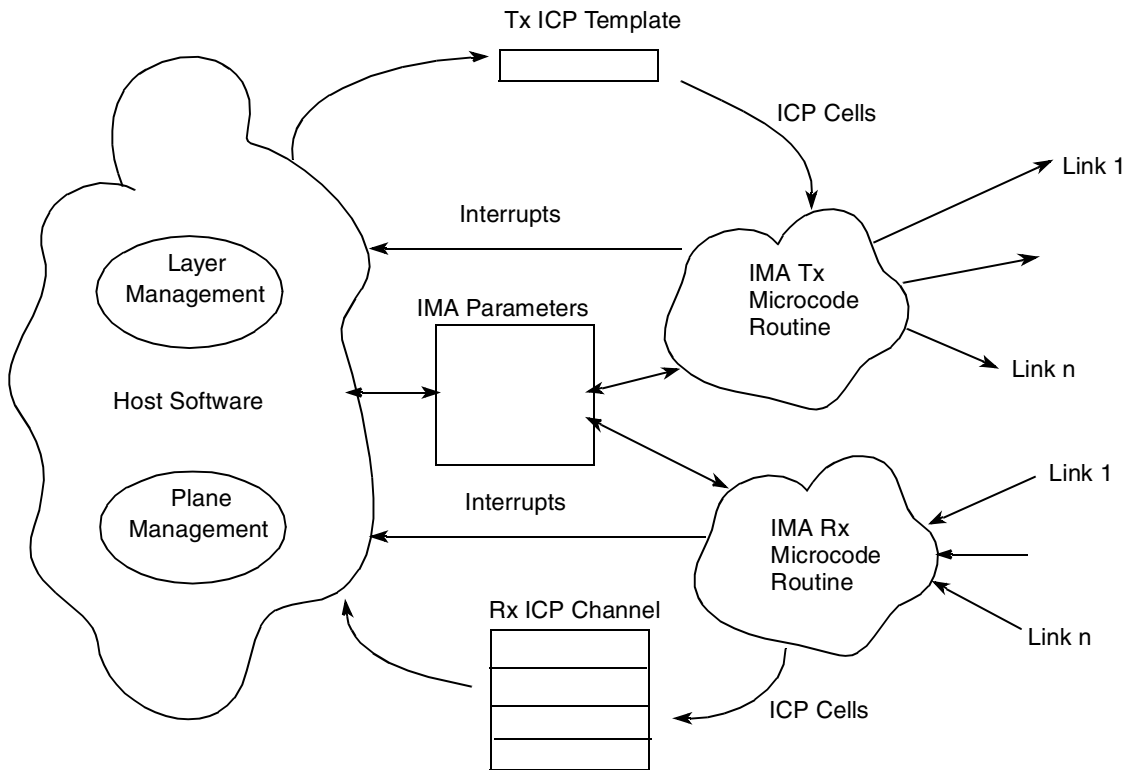 Tx ICP Template
ICP Cells
Link 1
Interrupts
Layer
Management
IMA Tx
Microcode
Routine
IMA Parameters
Link n
Host Software
Link 1
Plane
Management
Interrupts
IMA Rx
Microcode
Routine
Rx ICP Channel
Link n
ICP Cells